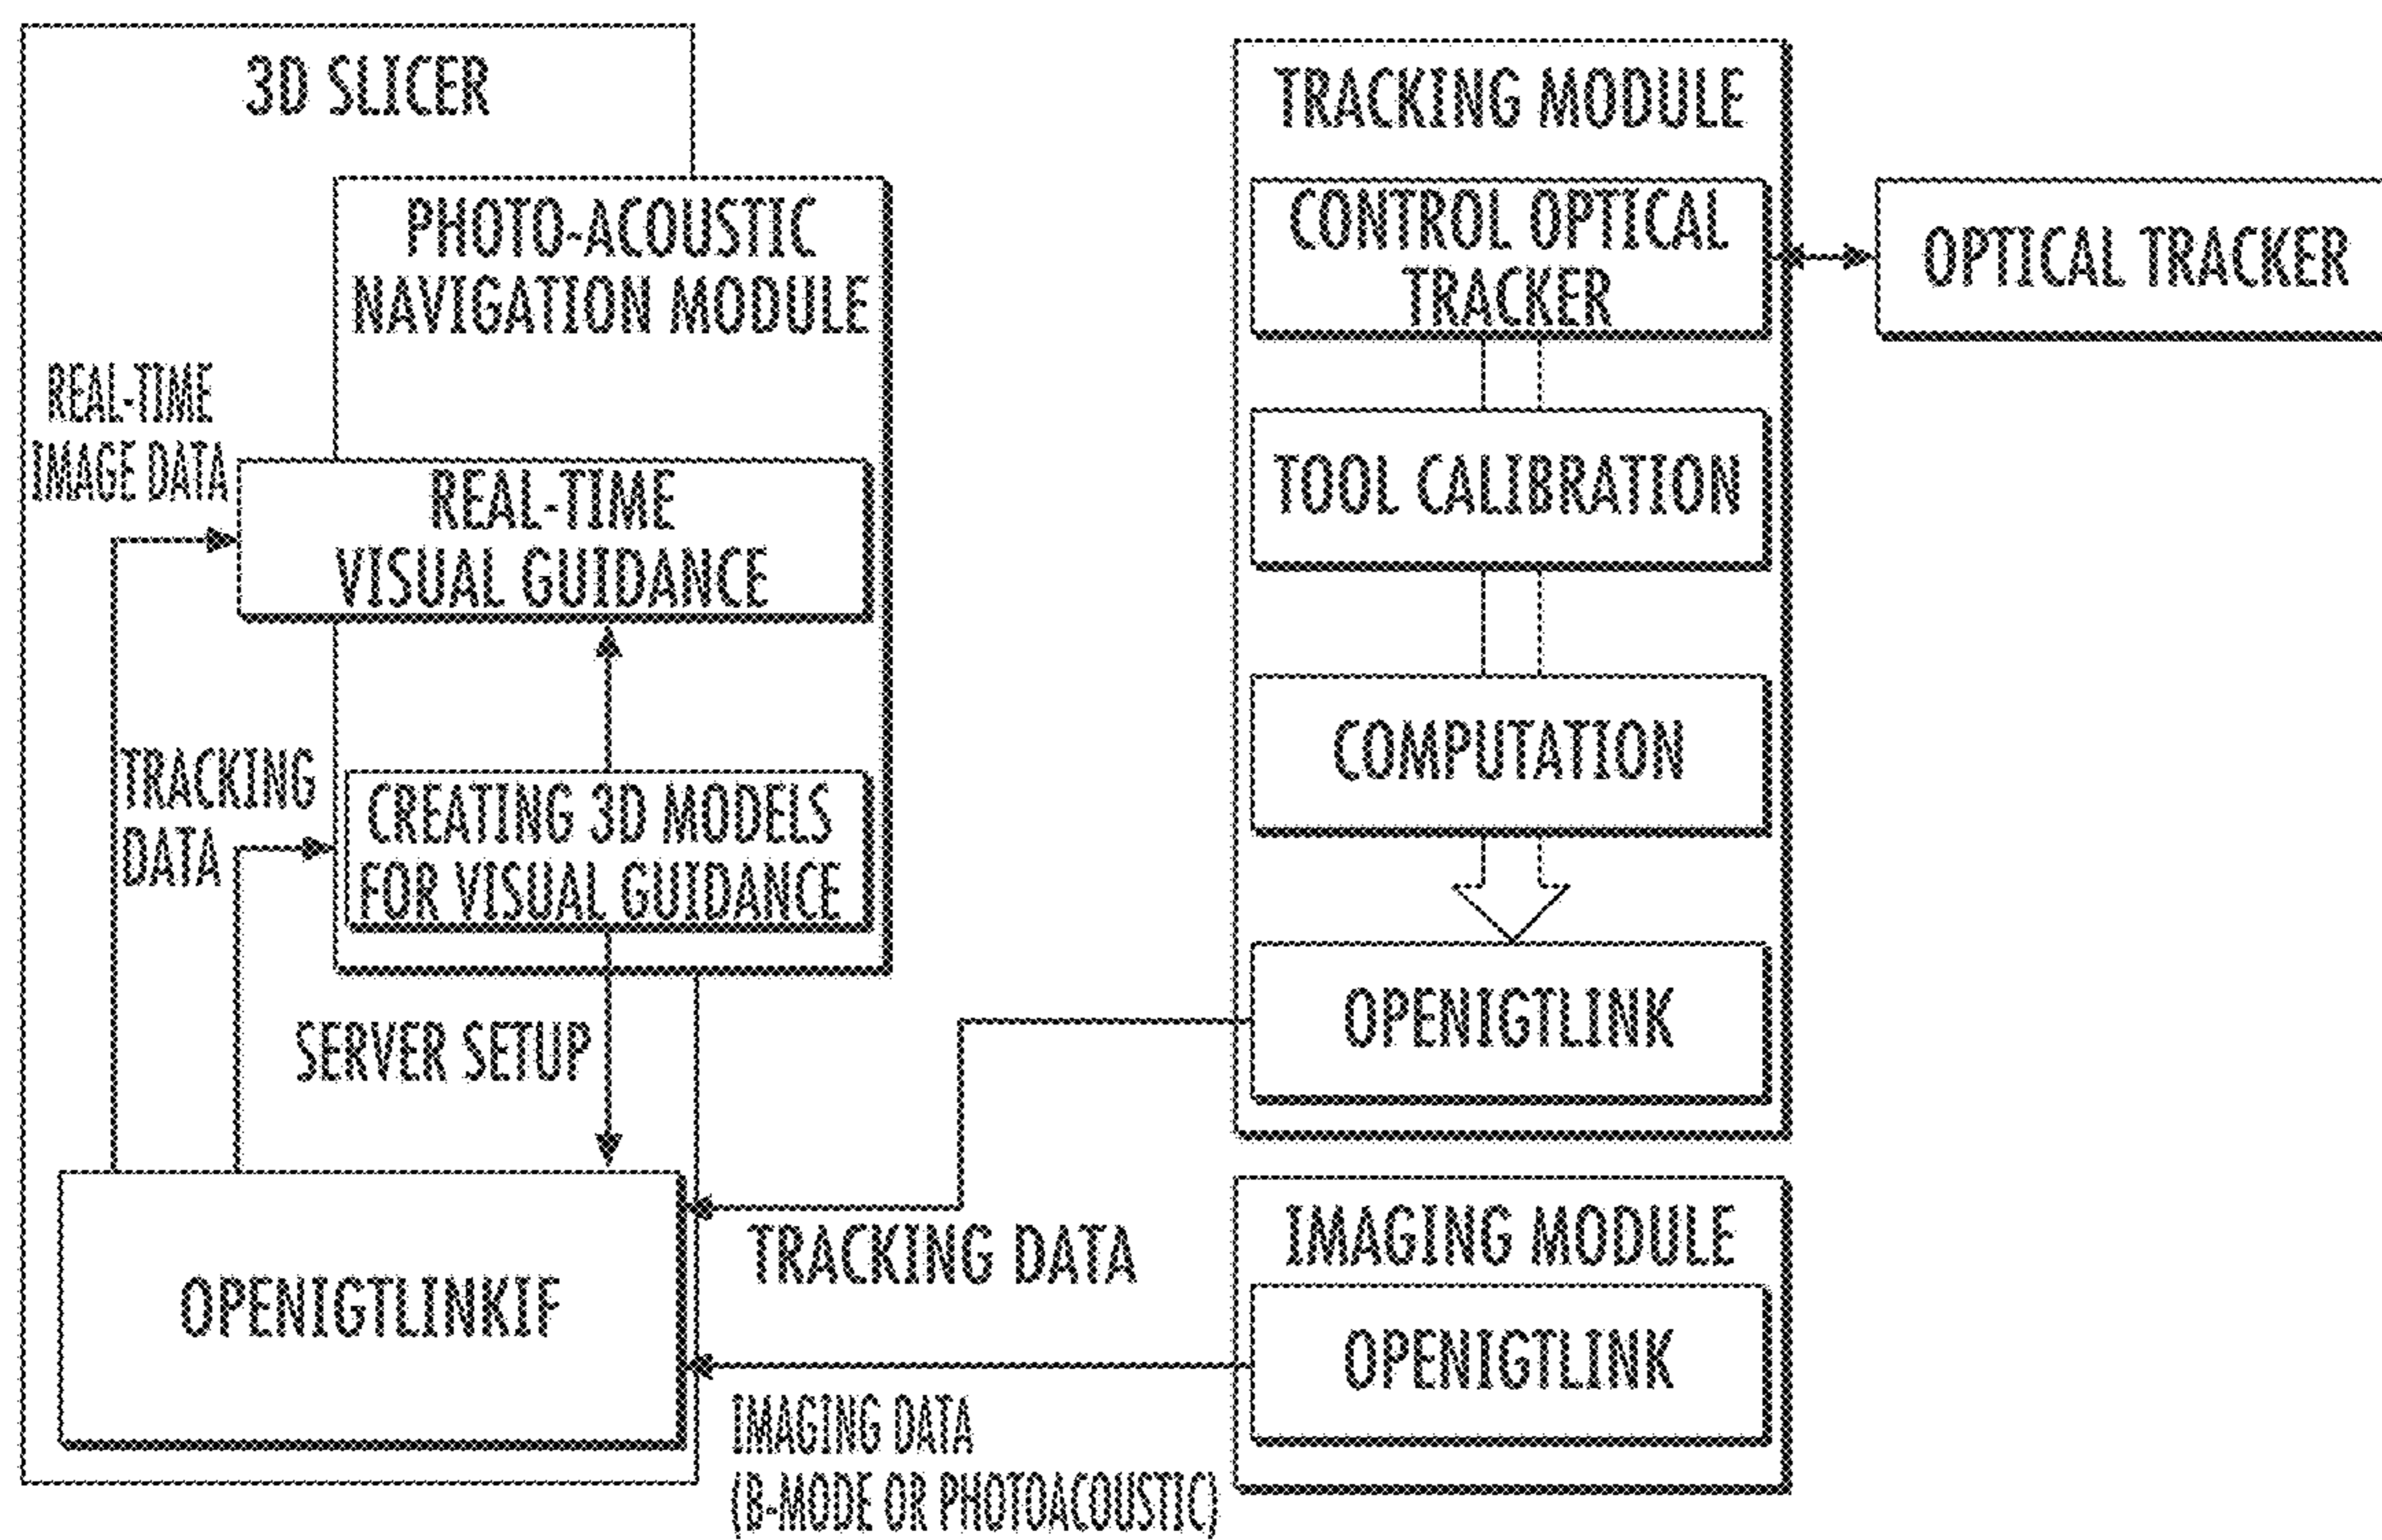 3D SLICER
PHOTO-ACOUSTIC
NAVIGATION MODULE
REAL-TIME
IMAGE DATA
REAL-TIME
VISUAL GUIDANCE
TRACKING
DATA
CREATING 3D MODELS
FOR VISUAL GUIDANCE
SERVER SETUP
OPENIGTLINKIF
TRACKING DATA
IMAGING DATA
(B-MODE OR PHOTOACOUSTIC)
TRACKING MODULE
CONTROL OPTICAL
TRACKER
OPTICAL TRACKER
TOOL CALIBRATION
COMPUTATION
OPENIGTLINK
IMAGING MODULE
OPENIGTLINK